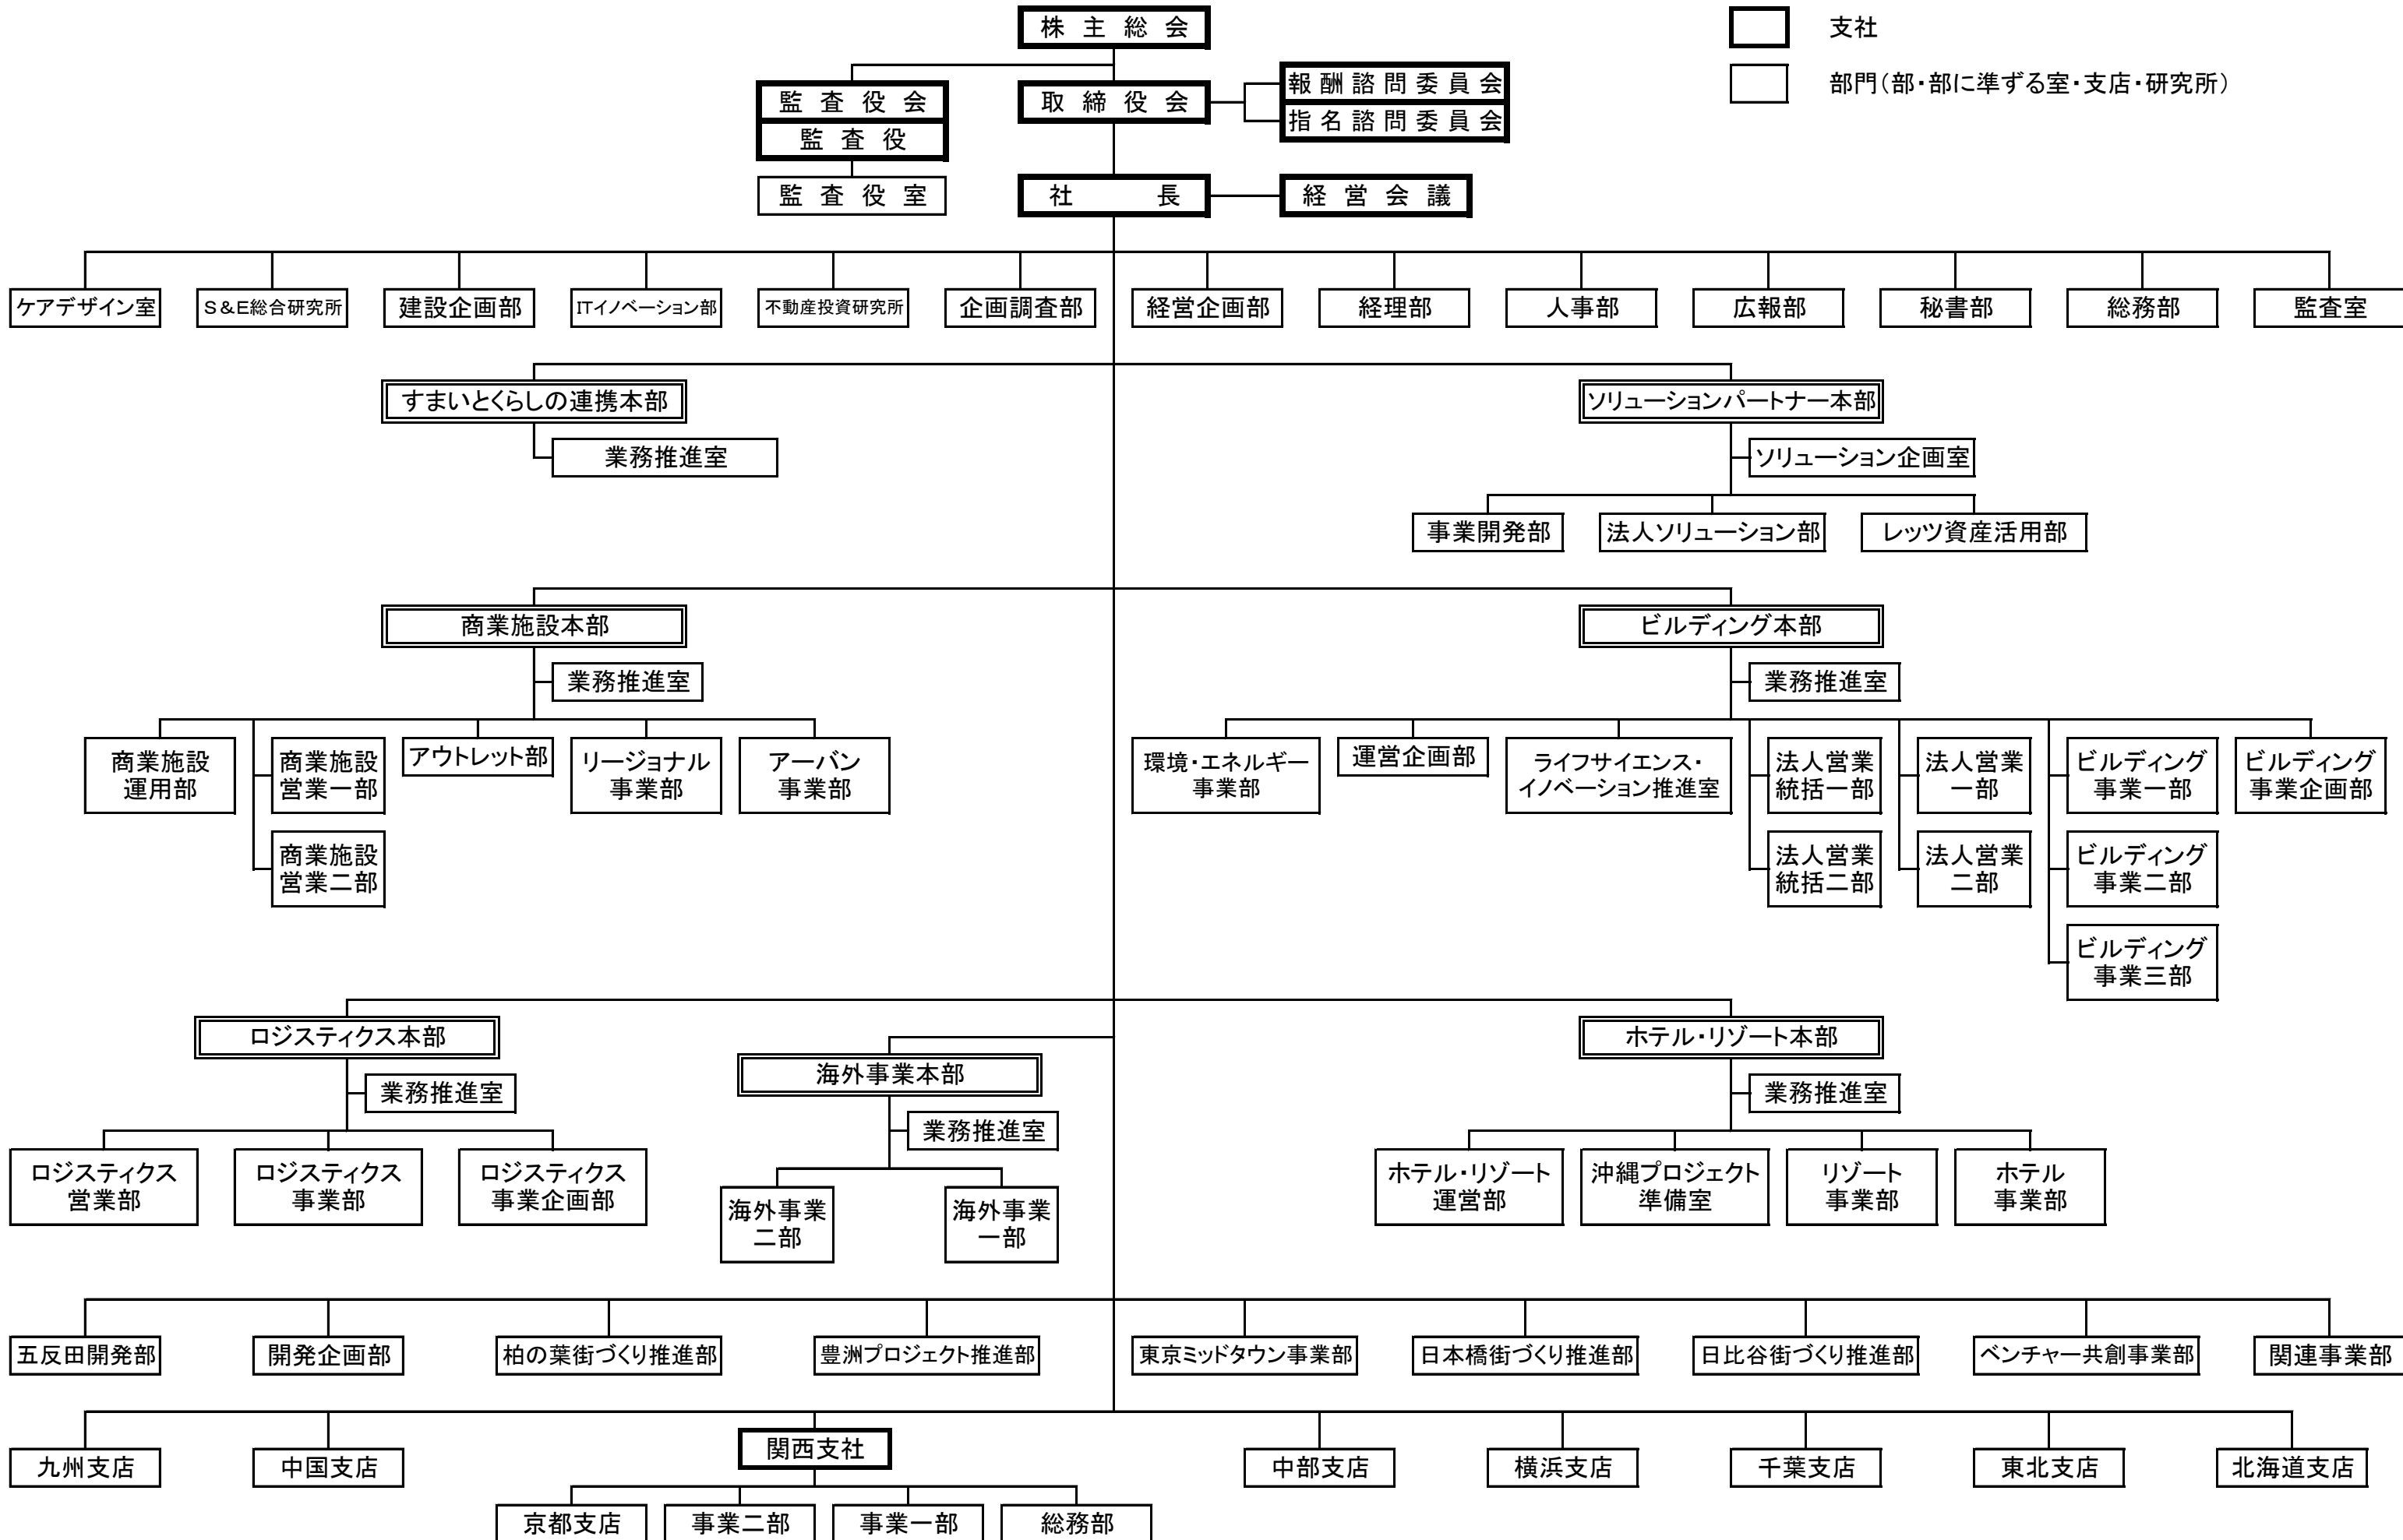 株主総会
支社
部門（部・部に準ずる室・支店・研究所）
監査役会
監査役
取締役会
報酬諮問委員会
指名諮問委員会
監査役室
社長
経営会議
ケアデザイン室
S&E総合研究所
建設企画部
ITイノベーション部
不動産投資研究所
企画調査部
経営企画部
経理部
人事部
広報部
秘書部
総務部
監査室
すまいとくらしの連携本部
ソリューションパートナー本部
業務推進室
ソリューション企画室
事業開発部
法人ソリューション部
レッツ資産活用部
商業施設本部
ビルディング本部
業務推進室
業務推進室
商業施設
運用部
商業施設
営業一部
アウトレット部
リージョナル
事業部
アーバン
事業部
商業施設
営業二部
環境・エネルギー
事業部
運営企画部
ライフサイエンス・
イノベーション推進室
法人営業
統括一部
法人営業
一部
ビルディング
事業一部
ビルディング
事業企画部
法人営業
統括二部
法人営業
二部
ビルディング
事業二部
ビルディング
事業三部
ロジスティクス本部
海外事業本部
ホテル・リゾート本部
業務推進室
業務推進室
業務推進室
ロジスティクス
営業部
ロジスティクス
事業部
ロジスティクス
事業企画部
海外事業
二部
海外事業
一部
ホテル・リゾート
運営部
沖縄プロジェクト
準備室
リゾート
事業部
ホテル
事業部
五反田開発部
開発企画部
柏の葉街づくり推進部
豊洲プロジェクト推進部
東京ミッドタウン事業部
日本橋街づくり推進部
日比谷街づくり推進部
ベンチャー共創事業部
関連事業部
九州支店
中国支店
関西支社
中部支店
横浜支店
千葉支店
東北支店
北海道支店
京都支店
事業二部
事業一部
総務部